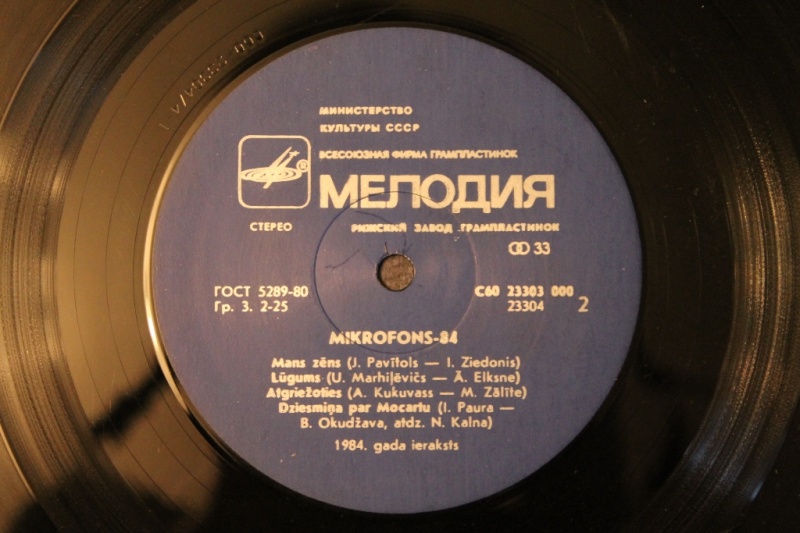 МИНИСТЕРСТВО
КУЛЬТУРЫ СССР
ВСЕСОЮЗНАЯ ФИРМА ГРАМПЛАСТИНОК
®
МЕЛОДИЯ
СТЕРЕО
РИЖСКИЙ ЗАВОД ГРАМПЛАСТИНОК
33
ГОСТ 5289-80
С60 23303 000
Гр. 3. 2-25
23304
2
MIKROFONS-84
Mans zēns (J. Pavītols — I. Ziedonis)
Lūgums (U. Marhiļēvičs — Ā. Elksne)
Atgriežoties (A. Kukuvass — M. Zālīte)
Dziesmiņa par Mocartu (I. Paura —
B. Okudžava, atdz. N. Kalna)
1984. gada ieraksts